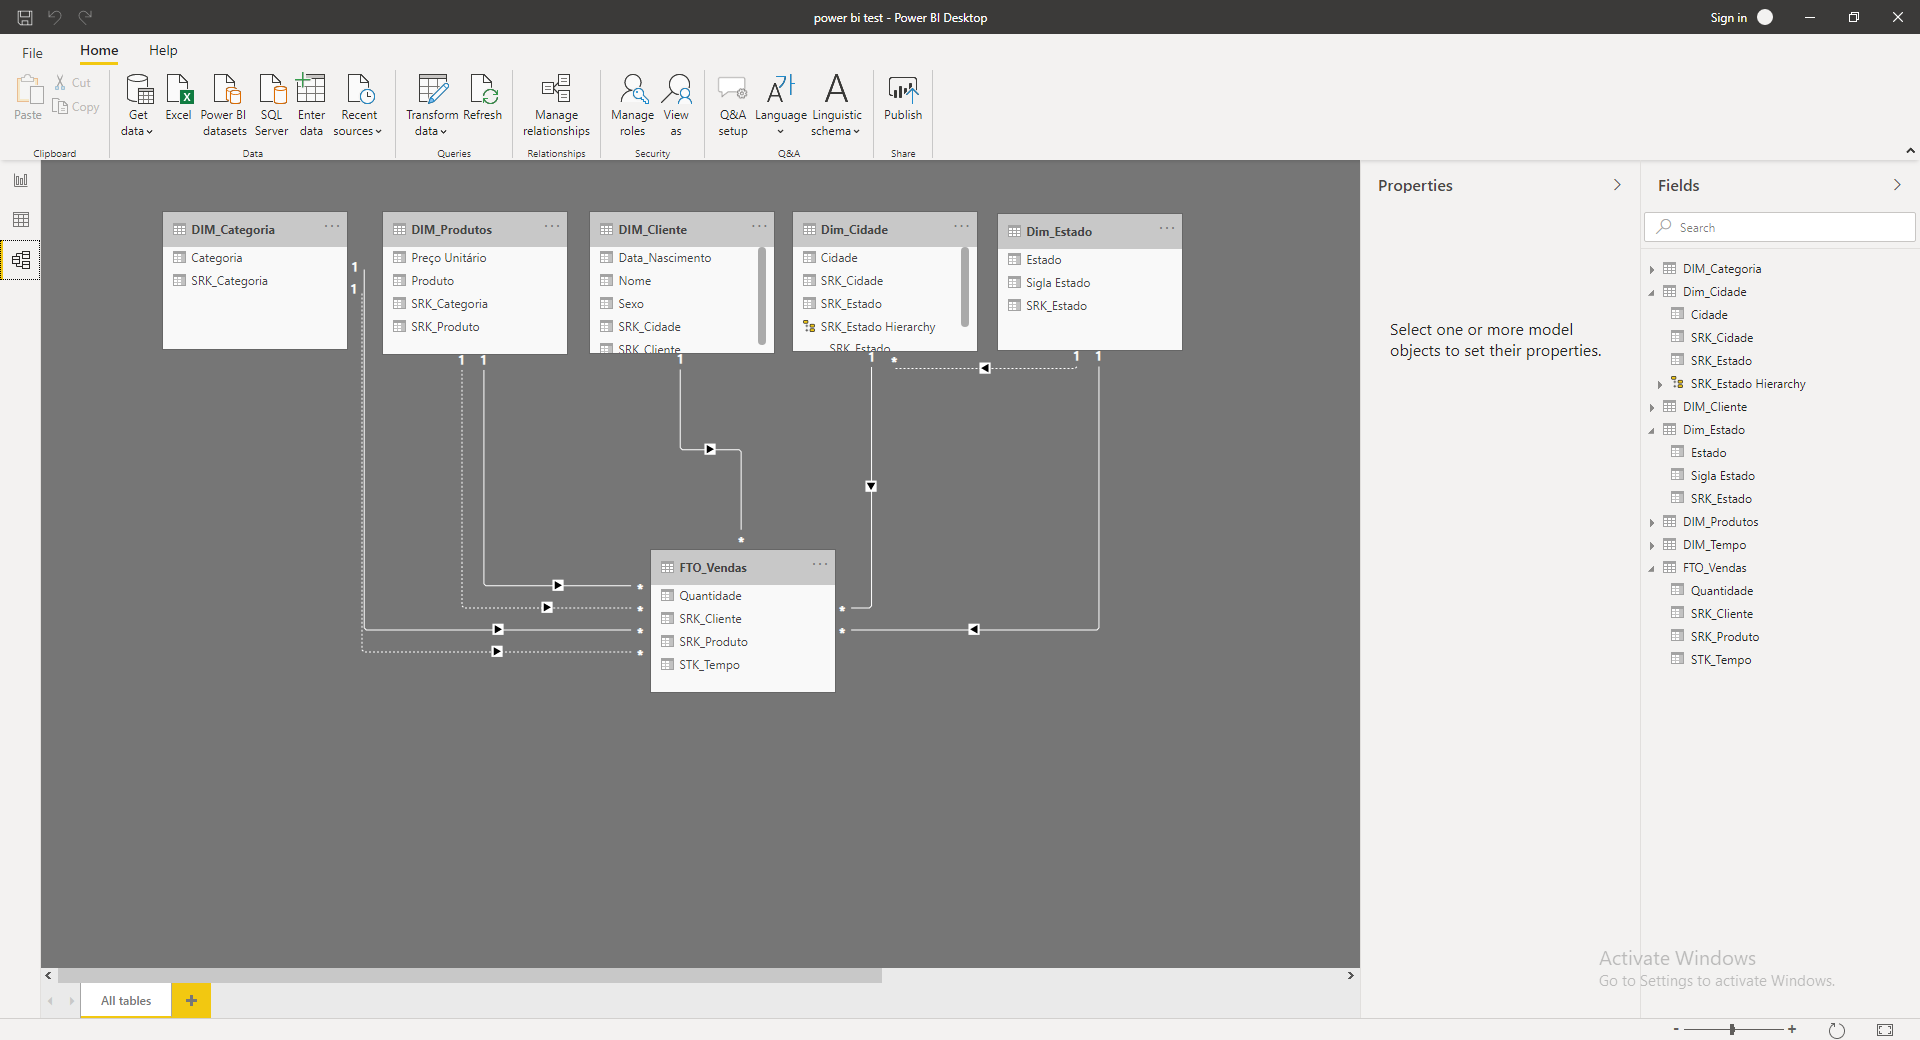 power bi test - Power BI Desktop
Sign in
File
Home
Help
Paste
Cut
Copy
Clipboard
Get data
Excel
Power BI datasets
SQL Server
Enter data
Recent sources
Data
Transform data
Refresh
Queries
Manage relationships
Relationships
Manage roles
View as
Security
Q&A setup
Language
Linguistic schema
Q&A
Publish
Share
DIM_Categoria
Categoria
SRK_Categoria
1
1
DIM_Produtos
Preço Unitário
Produto
SRK_Categoria
SRK_Produto
1 1
DIM_Cliente
Data_Nascimento
Nome
Sexo
SRK_Cidade
SRK_Cliente
1
Dim_Cidade
Cidade
SRK_Cidade
SRK_Estado
SRK_Estado Hierarchy
SRK_Estado
1 *
Dim_Estado
Estado
Sigla Estado
SRK_Estado
1 1
*
*
*
*
*
FTO_Vendas
Quantidade
SRK_Cliente
SRK_Produto
STK_Tempo
*
*
Properties
Select one or more model
objects to set their properties.
Fields
Search
DIM_Categoria
Dim_Cidade
Cidade
SRK_Cidade
SRK_Estado
SRK_Estado Hierarchy
DIM_Cliente
Dim_Estado
Estado
Sigla Estado
SRK_Estado
DIM_Produtos
DIM_Tempo
FTO_Vendas
Quantidade
SRK_Cliente
SRK_Produto
STK_Tempo
Activate Windows
Go to Settings to activate Windows.
All tables
+
- +